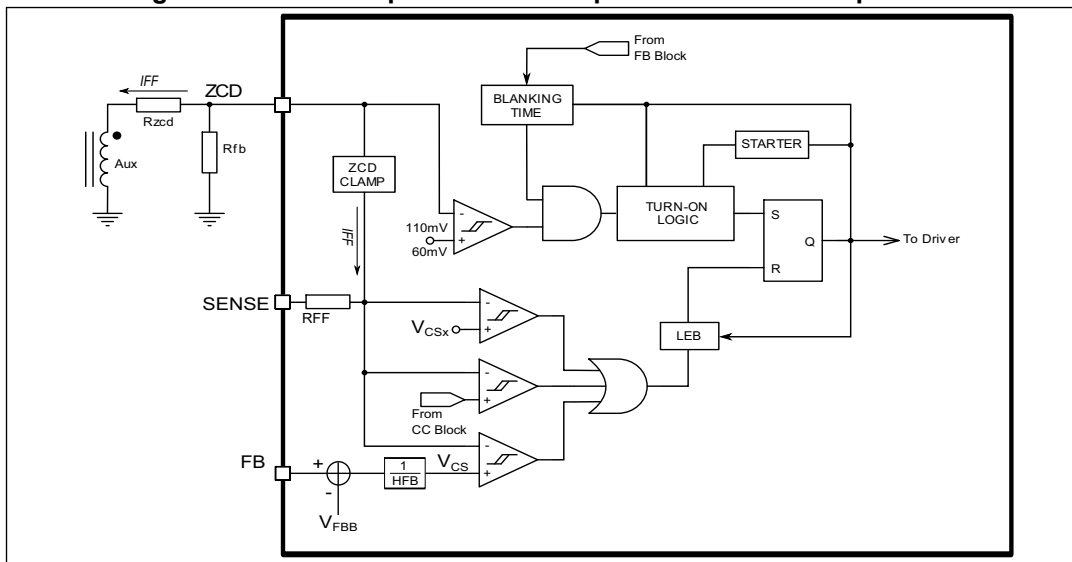 From
FB Block
IFF
ZCD
BLANKING
TIME
Rzcd
Rfb
STARTER
Aux
ZCD
CLAMP
TURN-ON
LOGIC
110mV
-
+
60mV
S
Q
R
To Driver
IFF
SENSE
RFF
-
VCSx
+
LEB
-
+
From
CC Block
FB
+
-
VFBB
1
HFB
VCS
-
+